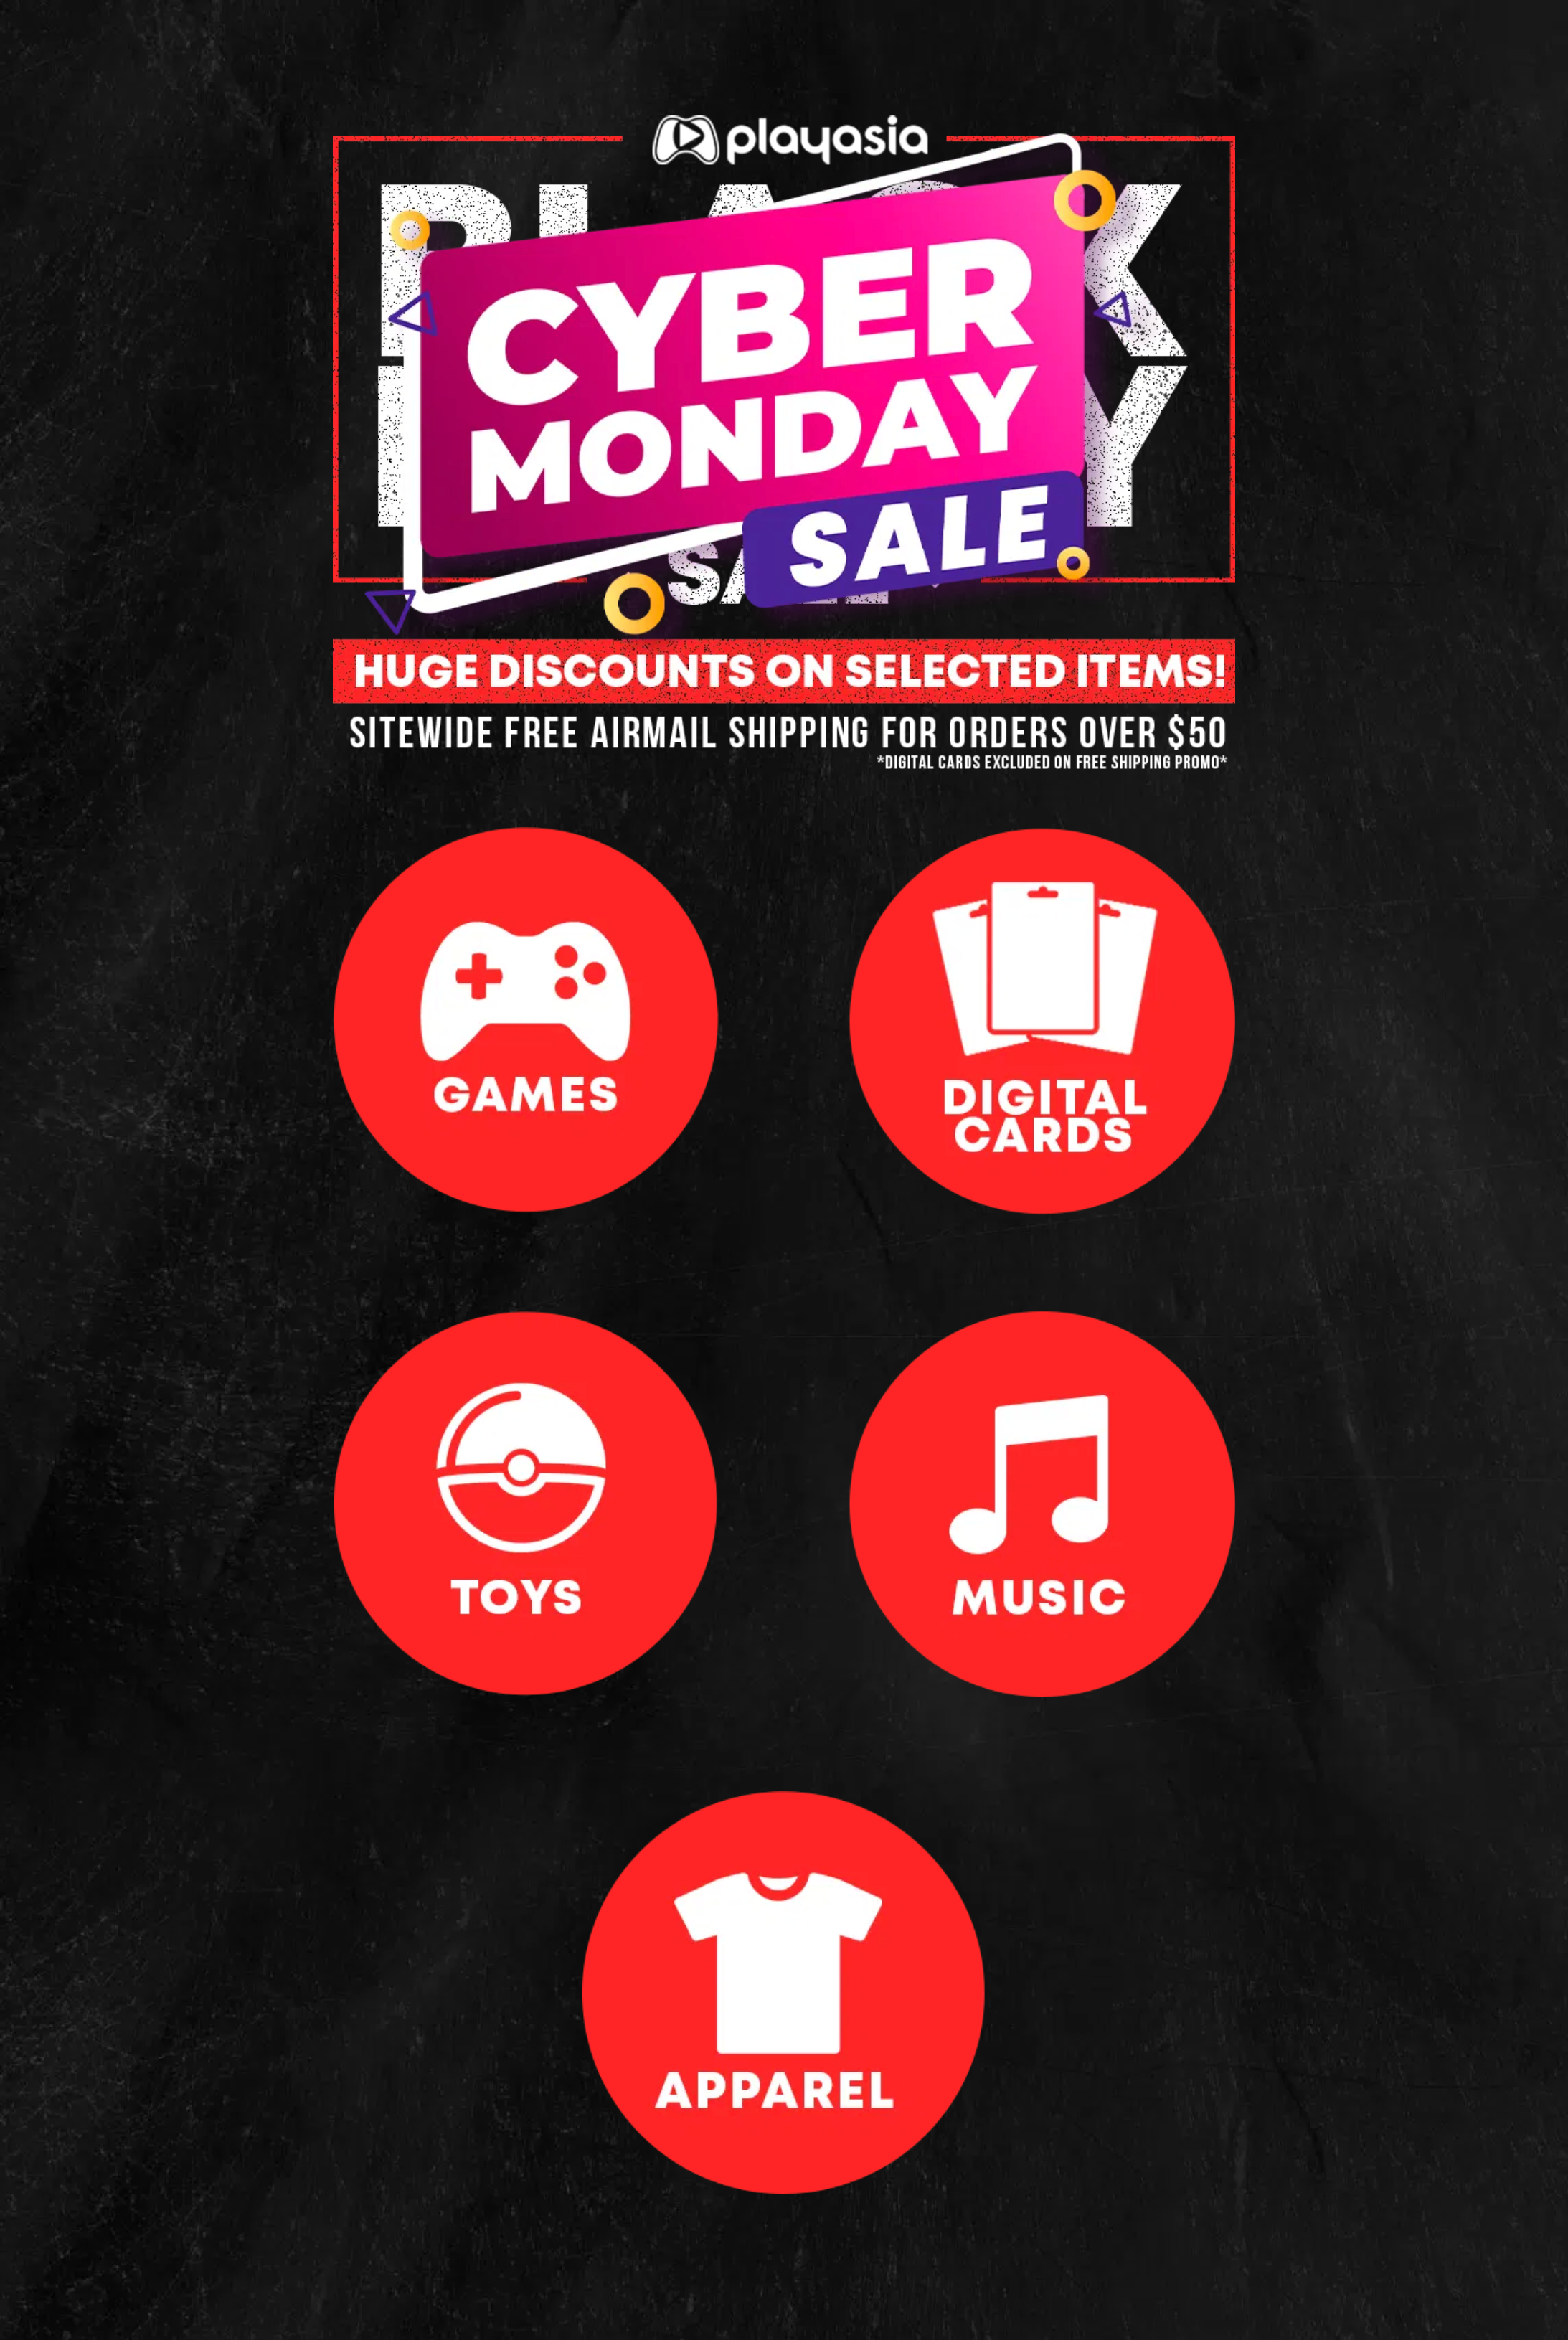 playasia
CYBER
MONDAY
SALE
HUGE DISCOUNTS ON SELECTED ITEMS!
SITEWIDE FREE AIRMAIL SHIPPING FOR ORDERS OVER $50
*DIGITAL CARDS EXCLUDED ON FREE SHIPPING PROMO*
GAMES
DIGITAL
CARDS
TOYS
MUSIC
APPAREL